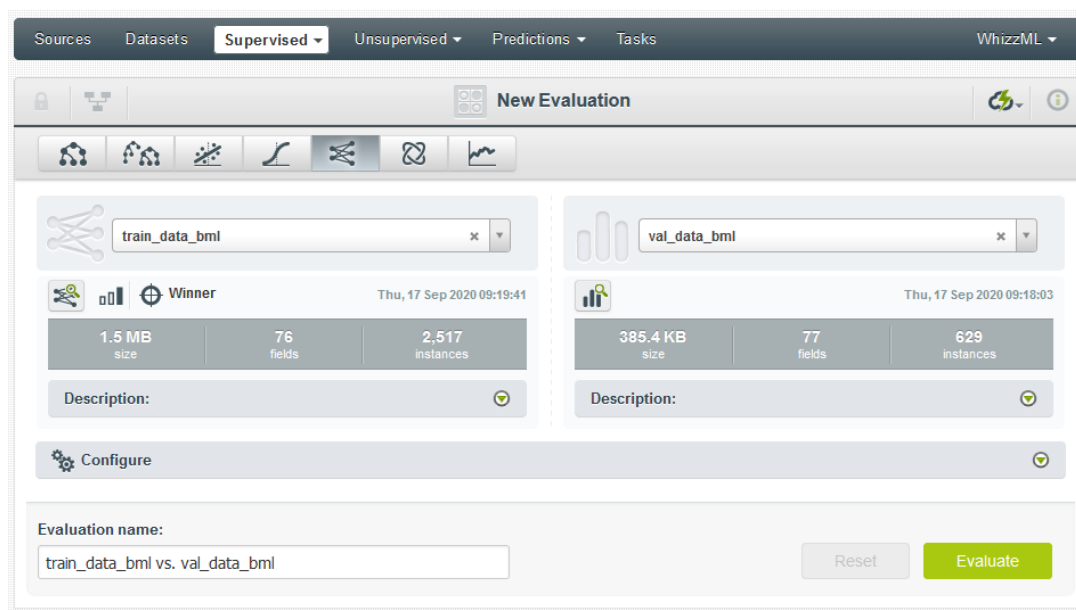 Sources Datasets Supervised Unsupervised Predictions Tasks WhizzML
New Evaluation
train_data_bml
val_data_bml
Winner Thu, 17 Sep 2020 09:19:41
Thu, 17 Sep 2020 09:18:03
1.5 MB 76 2,517
size fields instances
385.4 KB 77 629
size fields instances
Description:
Description:
Configure
Evaluation name:
train_data_bml vs. val_data_bml
Reset Evaluate